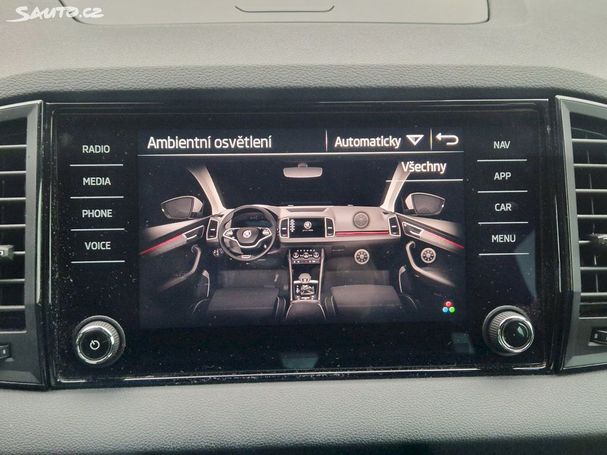 Sauto.cz
Ambientní osvětlení
Automaticky
Všechny
RADIO
MEDIA
PHONE
VOICE
NAV
APP
CAR
MENU